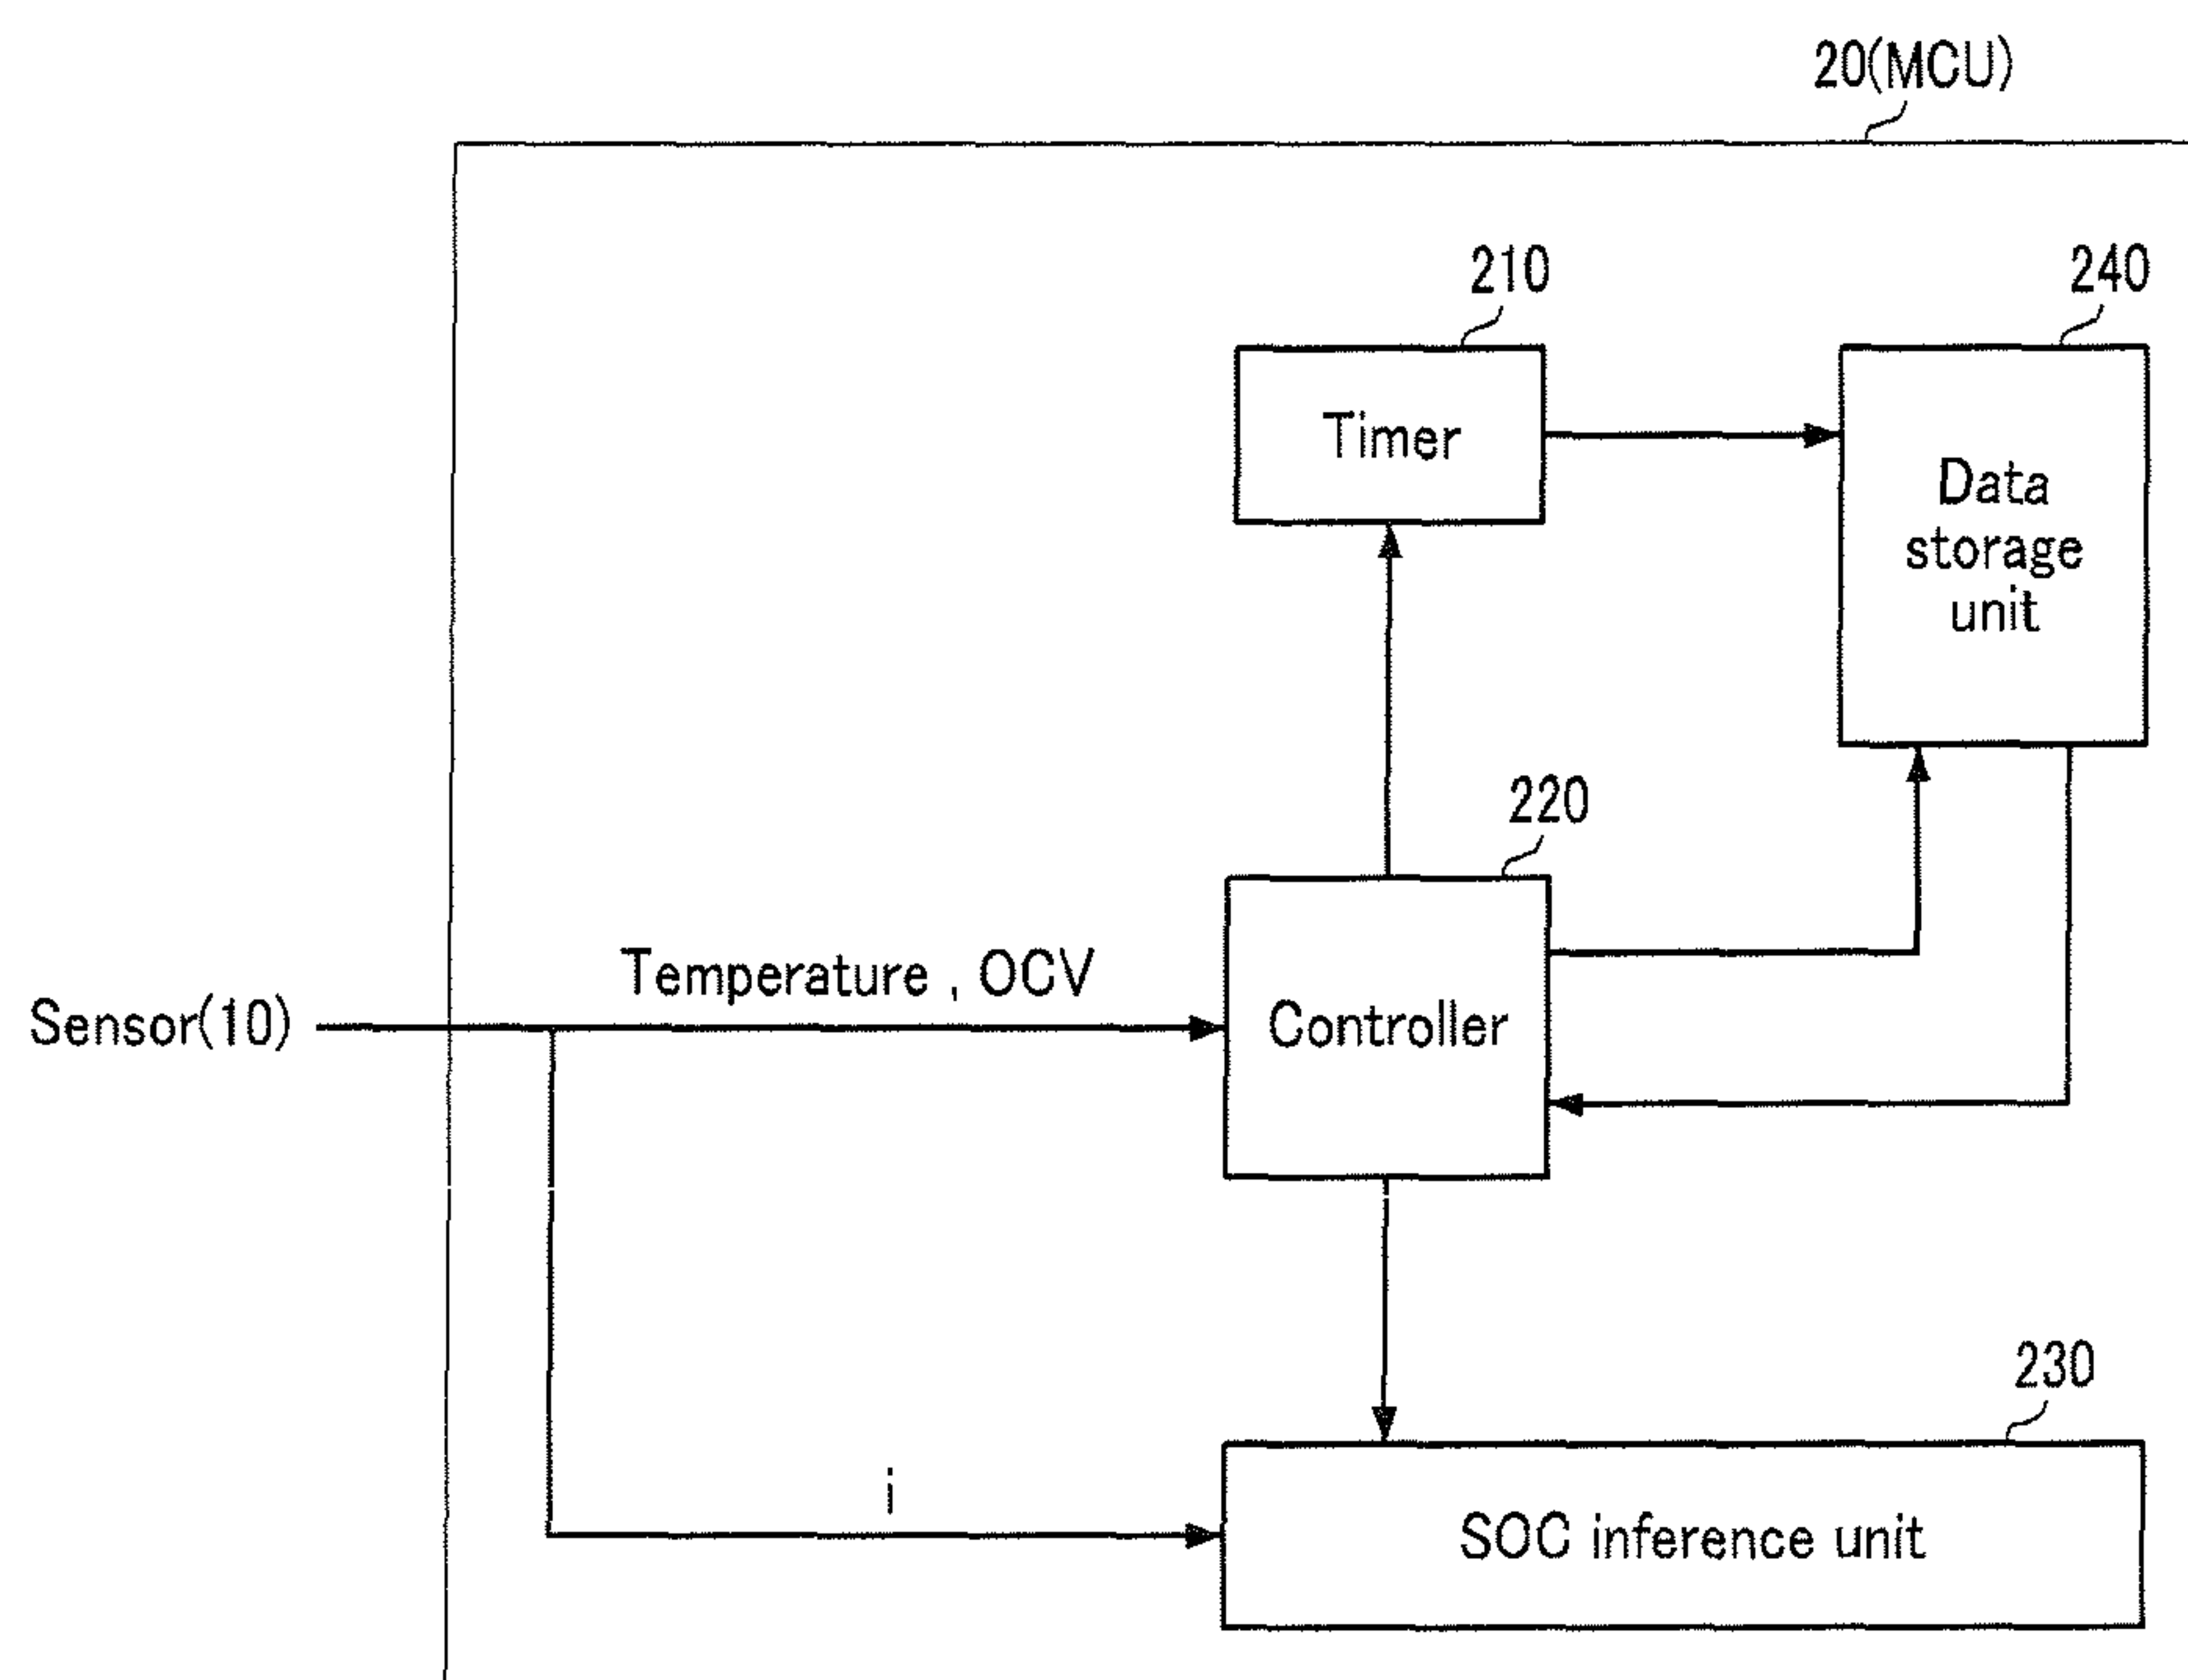 20(MCU)
210
240
Timer
Data
storage
unit
220
Temperature , OCV
Sensor(10)
Controller
230
i
SOC inference unit